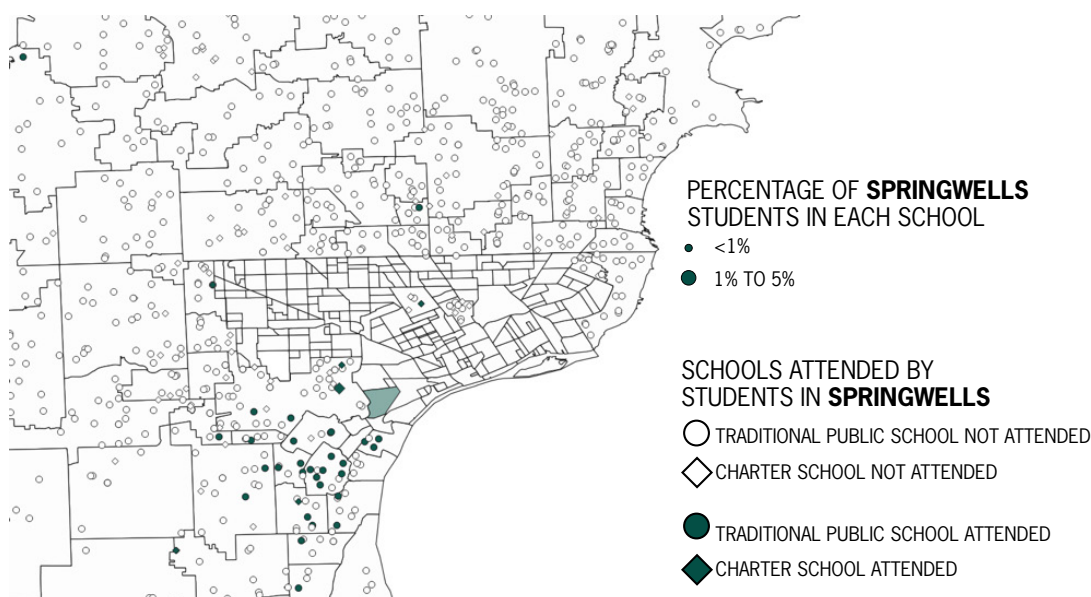 PERCENTAGE OF SPRINGWELLS
STUDENTS IN EACH SCHOOL
<1%
1% TO 5%
SCHOOLS ATTENDED BY
STUDENTS IN SPRINGWELLS
TRADITIONAL PUBLIC SCHOOL NOT ATTENDED
CHARTER SCHOOL NOT ATTENDED
TRADITIONAL PUBLIC SCHOOL ATTENDED
CHARTER SCHOOL ATTENDED